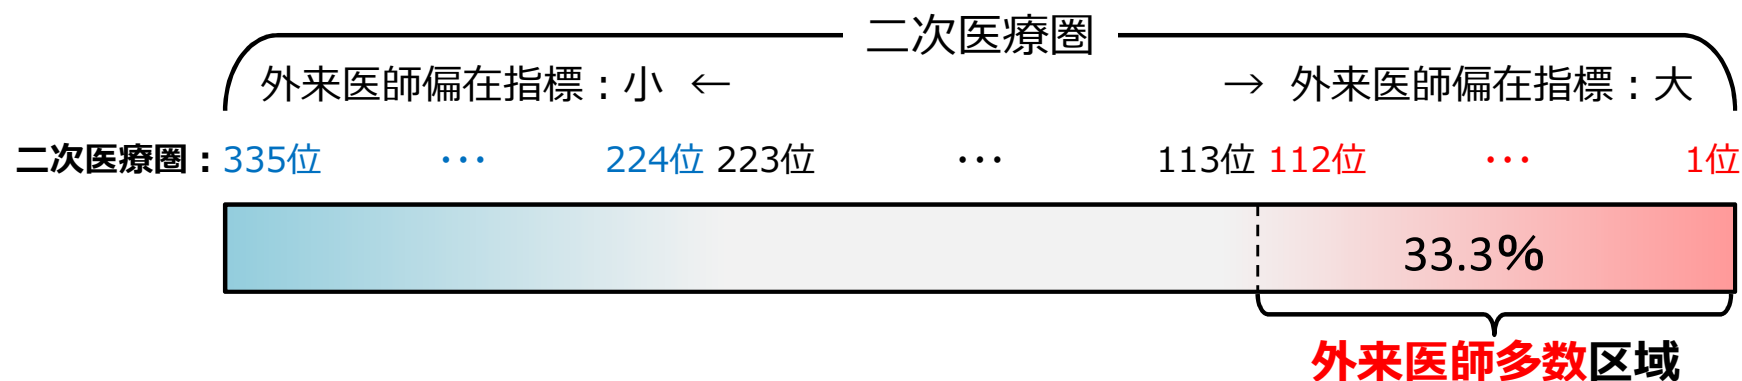 二次医療圏
外来医師偏在指標：小 ← → 外来医師偏在指標：大
二次医療圏：335位 ･･･ 224位 223位 ･･･ 113位 112位 ･･･ 1位
33.3%
外来医師多数区域